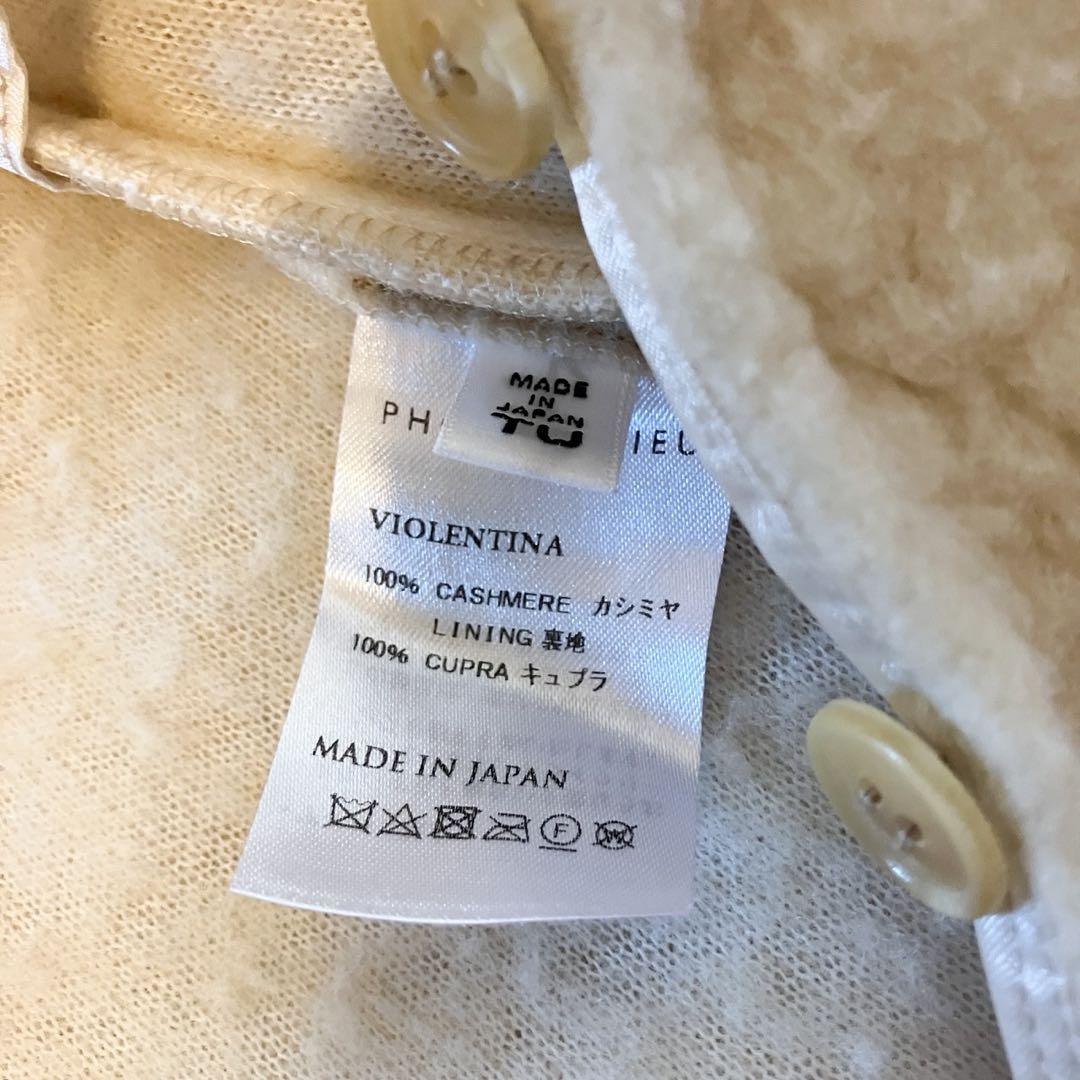 MADE
IN
JAPAN
TU
VIOLENTINA
100% CASHMERE カシミヤ
LINING 裏地
100% CUPRA キュプラ
MADE IN JAPAN
F
W